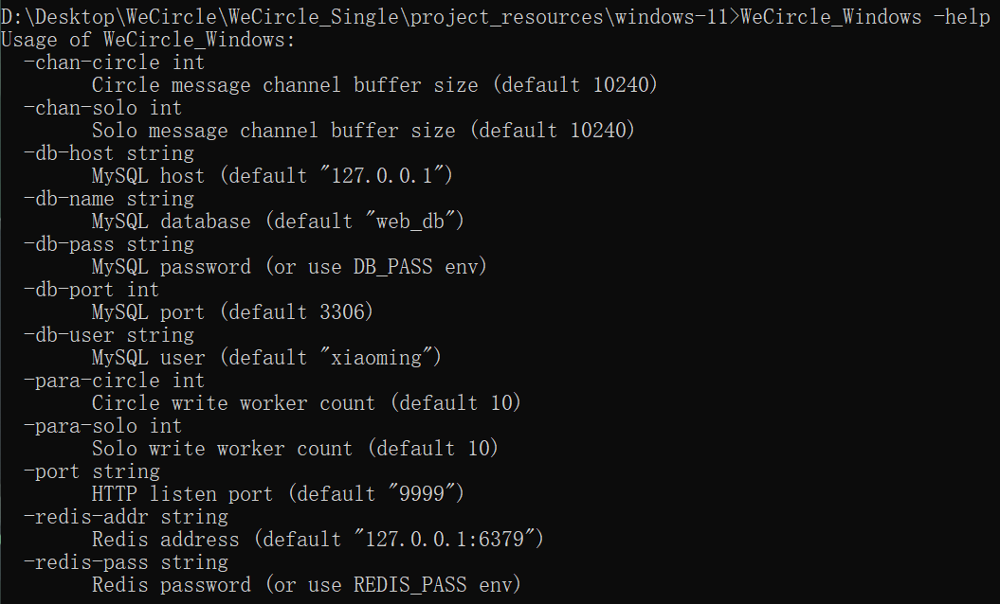 D:\Desktop\WeCircle\WeCircle_Single\project_resources\windows-11>WeCircle_Windows -help
Usage of WeCircle_Windows:
  -chan-circle int
        Circle message channel buffer size (default 10240)
  -chan-solo int
        Solo message channel buffer size (default 10240)
  -db-host string
        MySQL host (default "127.0.0.1")
  -db-name string
        MySQL database (default "web_db")
  -db-pass string
        MySQL password (or use DB_PASS env)
  -db-port int
        MySQL port (default 3306)
  -db-user string
        MySQL user (default "xiaoming")
  -para-circle int
        Circle write worker count (default 10)
  -para-solo int
        Solo write worker count (default 10)
  -port string
        HTTP listen port (default "9999")
  -redis-addr string
        Redis address (default "127.0.0.1:6379")
  -redis-pass string
        Redis password (or use REDIS_PASS env)